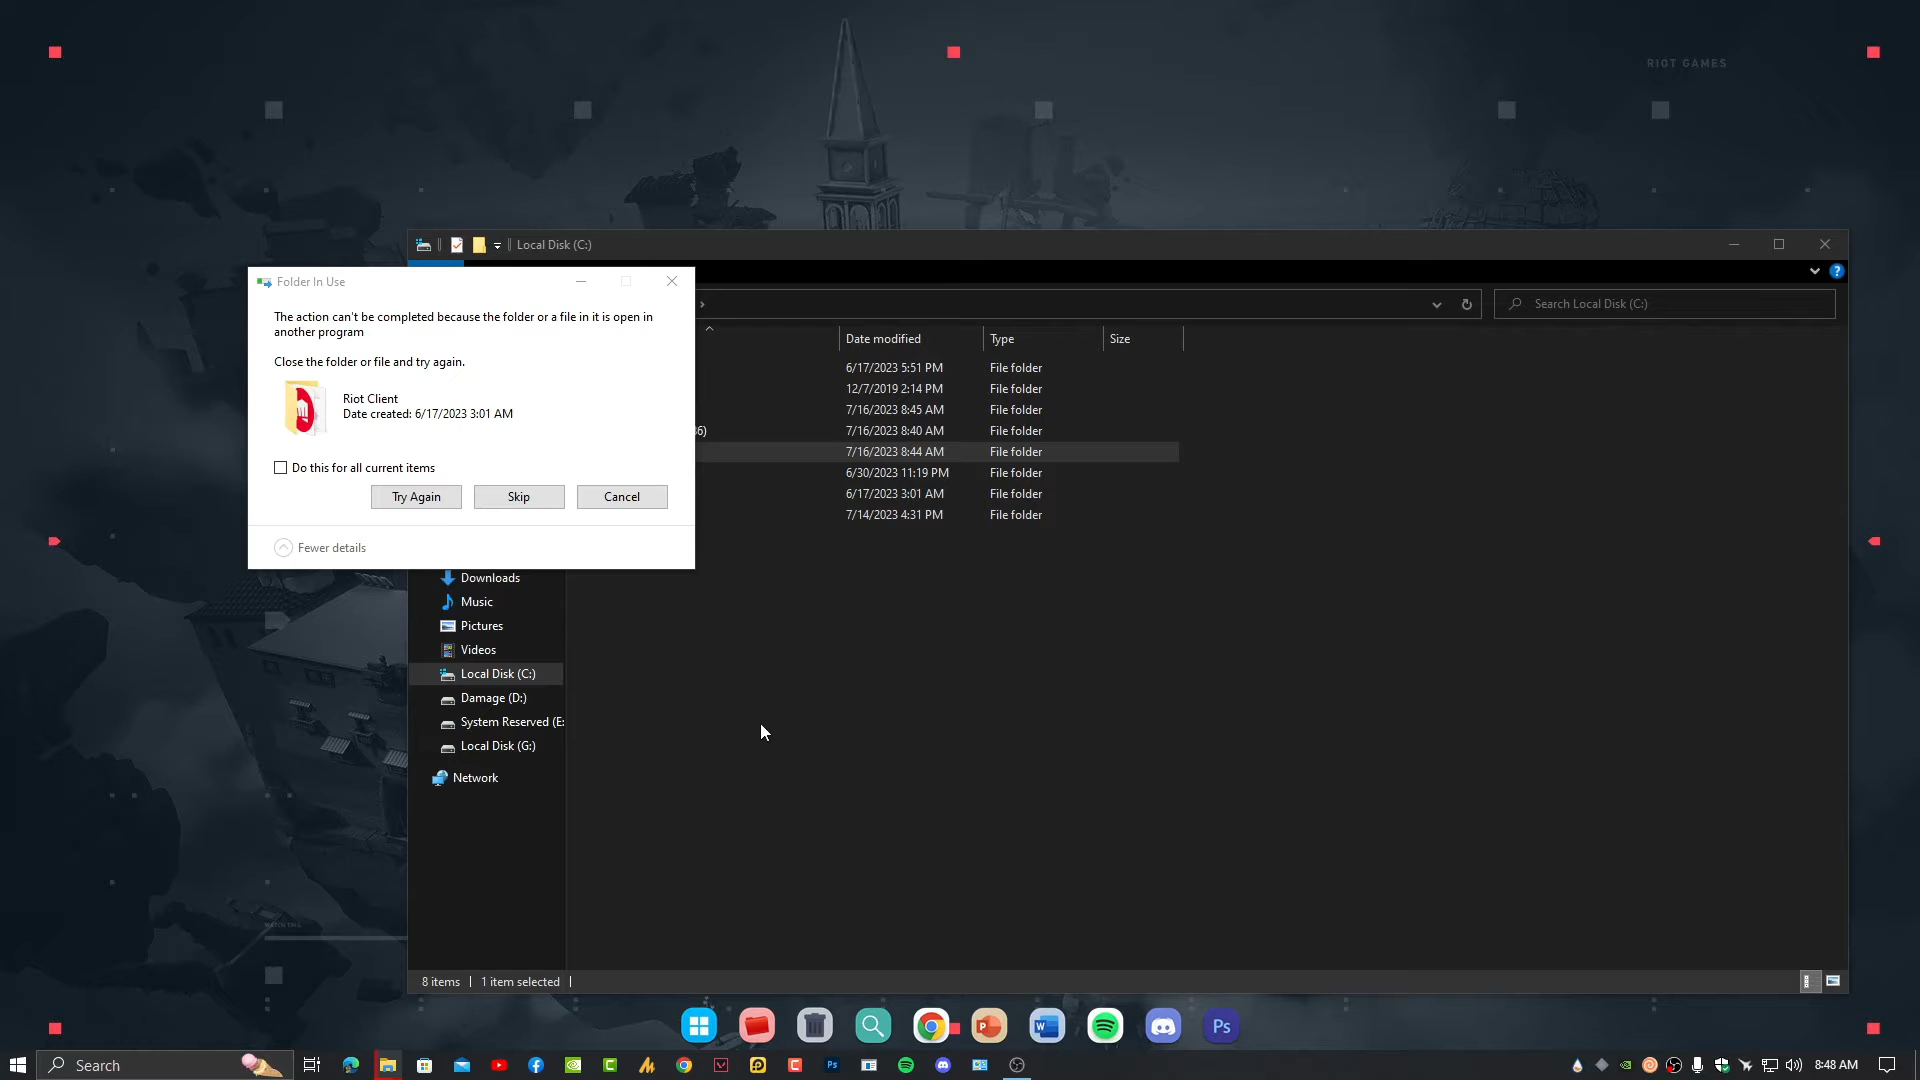 RIOT GAMES
Local Disk (C:)
Folder In Use
The action can't be completed because the folder or a file in it is open in
another program
Close the folder or file and try again.
Riot Client
Date created: 6/17/2023 3:01 AM
Do this for all current items
Try Again
Skip
Cancel
Fewer details
Search Local Disk (C:)
Date modified
Type
Size
6/17/2023 5:51 PM
File folder
12/7/2019 2:14 PM
File folder
7/16/2023 8:45 AM
File folder
7/16/2023 8:40 AM
File folder
7/16/2023 8:44 AM
File folder
6/30/2023 11:19 PM
File folder
6/17/2023 3:01 AM
File folder
7/14/2023 4:31 PM
File folder
Downloads
Music
Pictures
Videos
Local Disk (C:)
Damage (D:)
System Reserved (E:
Local Disk (G:)
Network
8 items
1 item selected
Ps
Search
Ps
8:48 AM